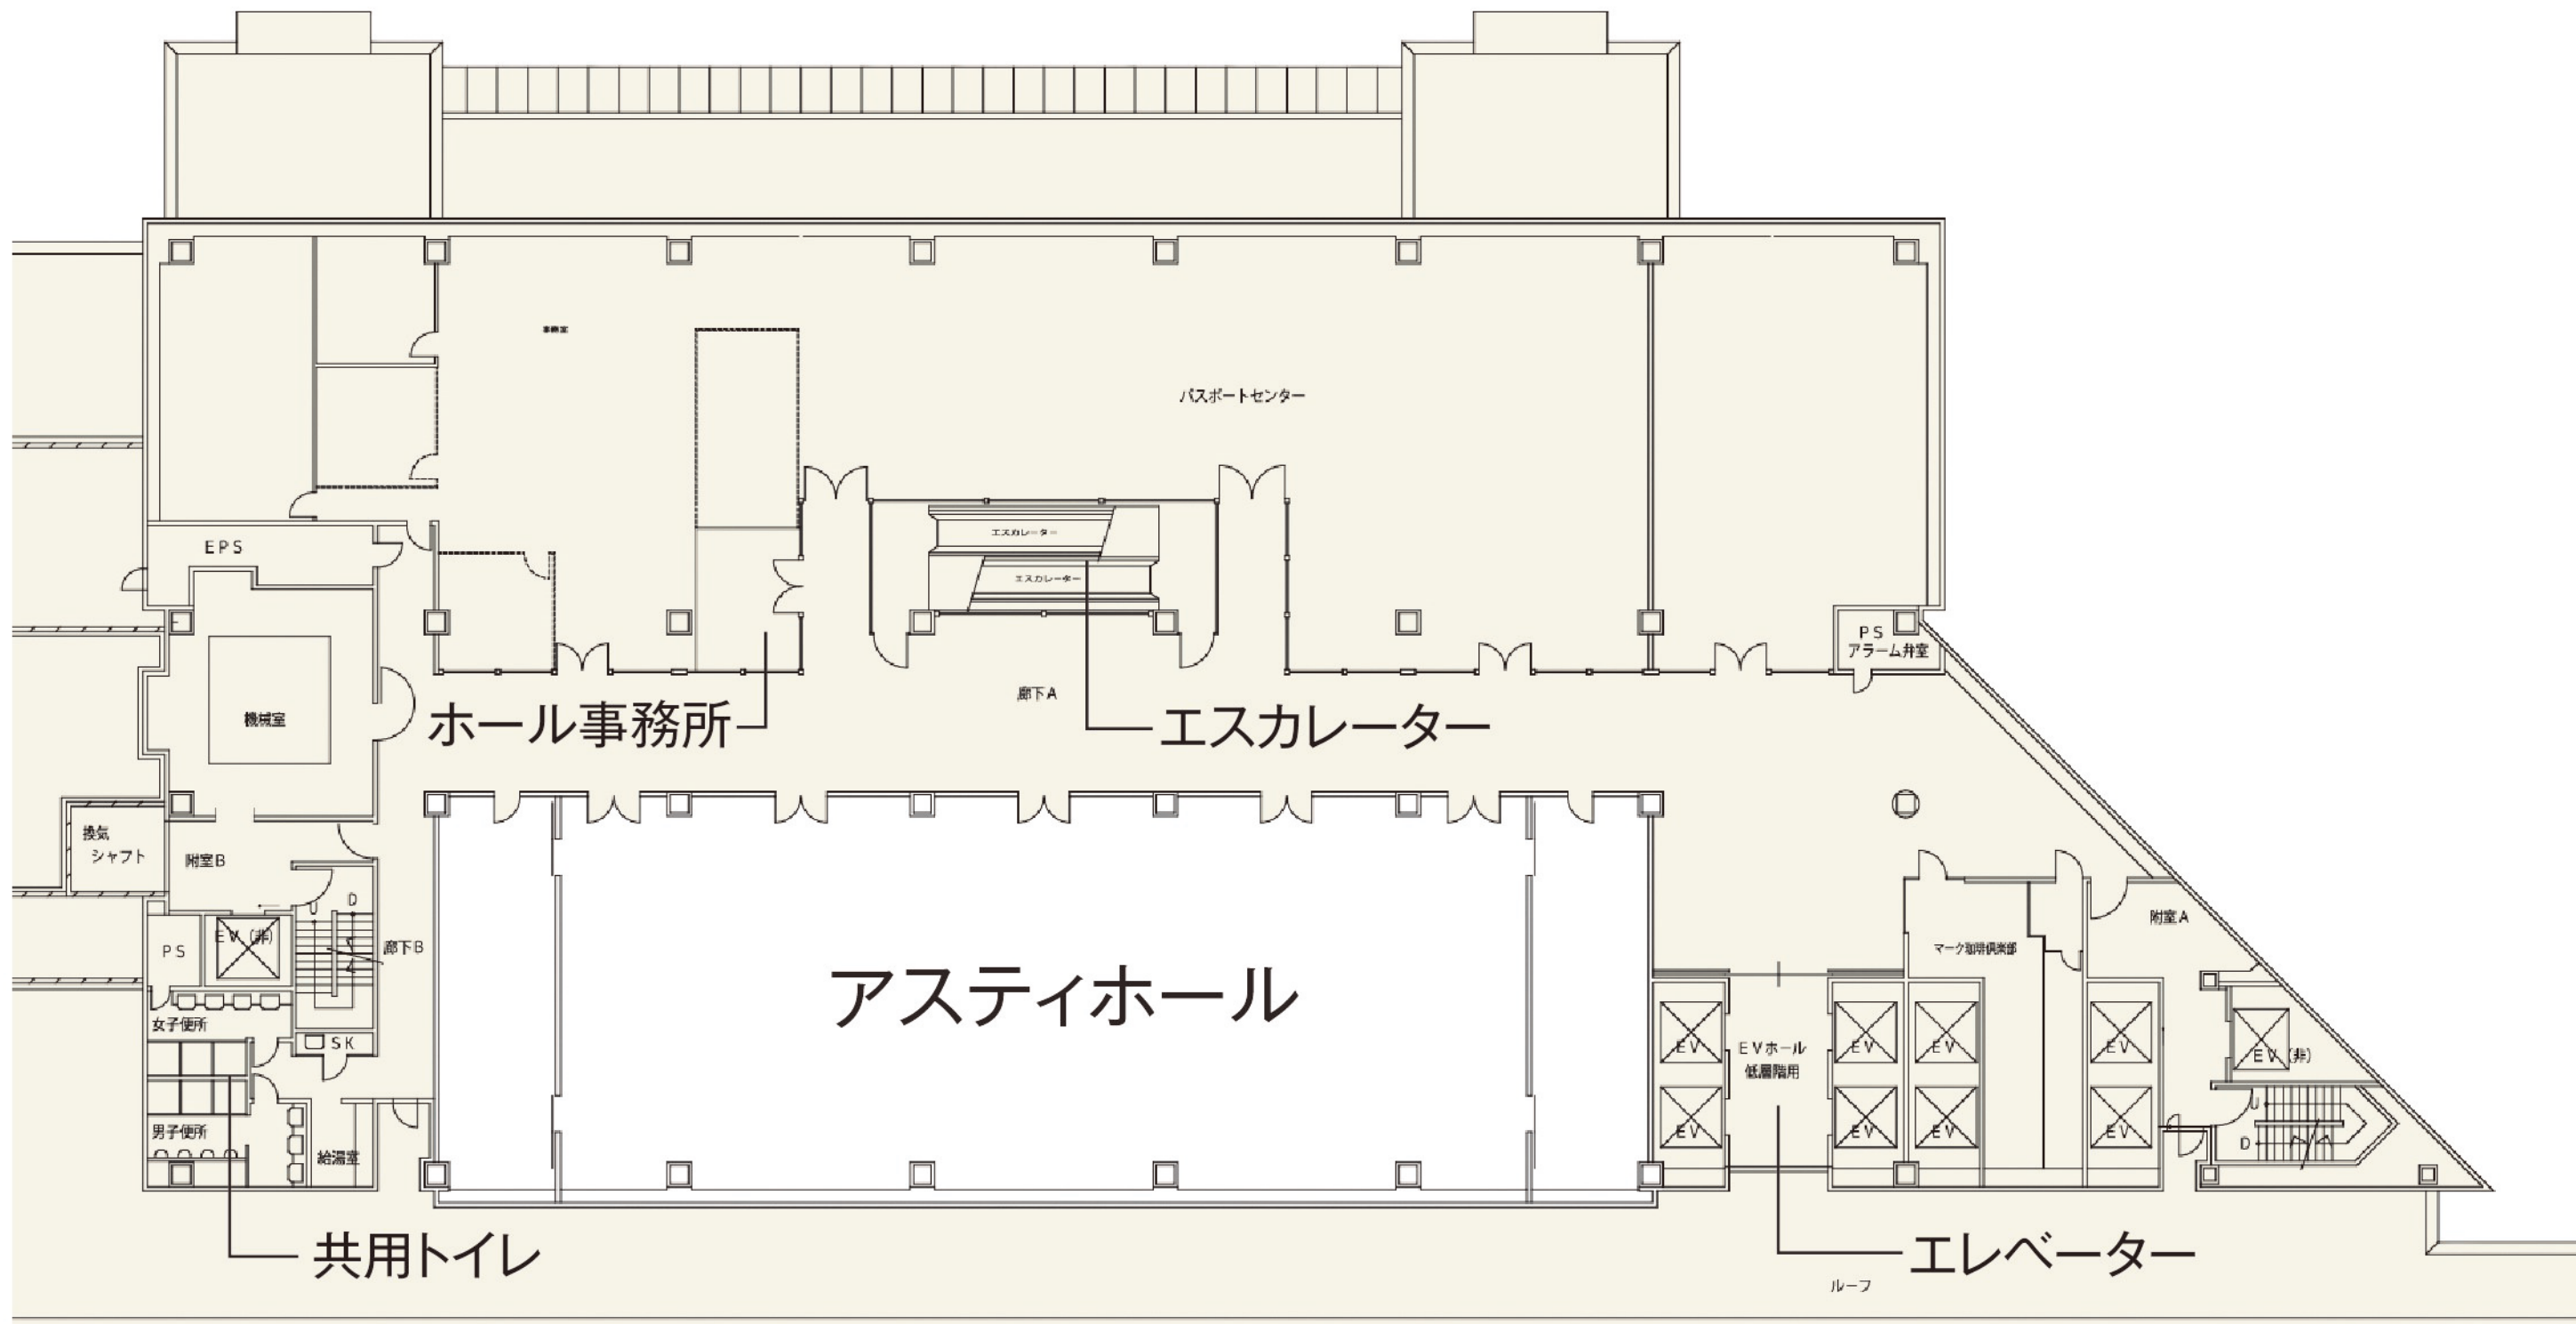 事務室
パスポートセンター
エスカレーター
エスカレーター
EPS
PS
アラーム弁室
機械室
廊下A
ホール事務所
エスカレーター
換気
シャフト
附室B
U
D
PS
EV(非)
廊下B
女子便所
SK
男子便所
給湯室
アスティホール
マーク珈琲倶楽部
附室A
EV
EV
EVホール
低層階用
EV
EV
EV
EV
EV
EV
EV(非)
U
D
共用トイレ
エレベーター
ルーフ